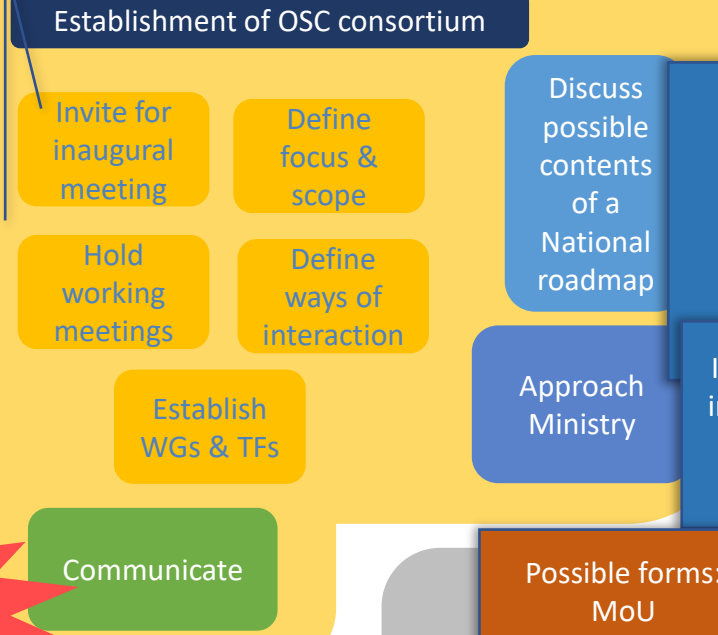 Establishment of OSC consortium
Invite for
inaugural
meeting
Define
focus &
scope
Discuss
possible
contents
of a
National
roadmap
Hold
working
meetings
Define
ways of
interaction
Establish
WGs & TFs
Approach
Ministry
Communicate
Possible forms:
MoU